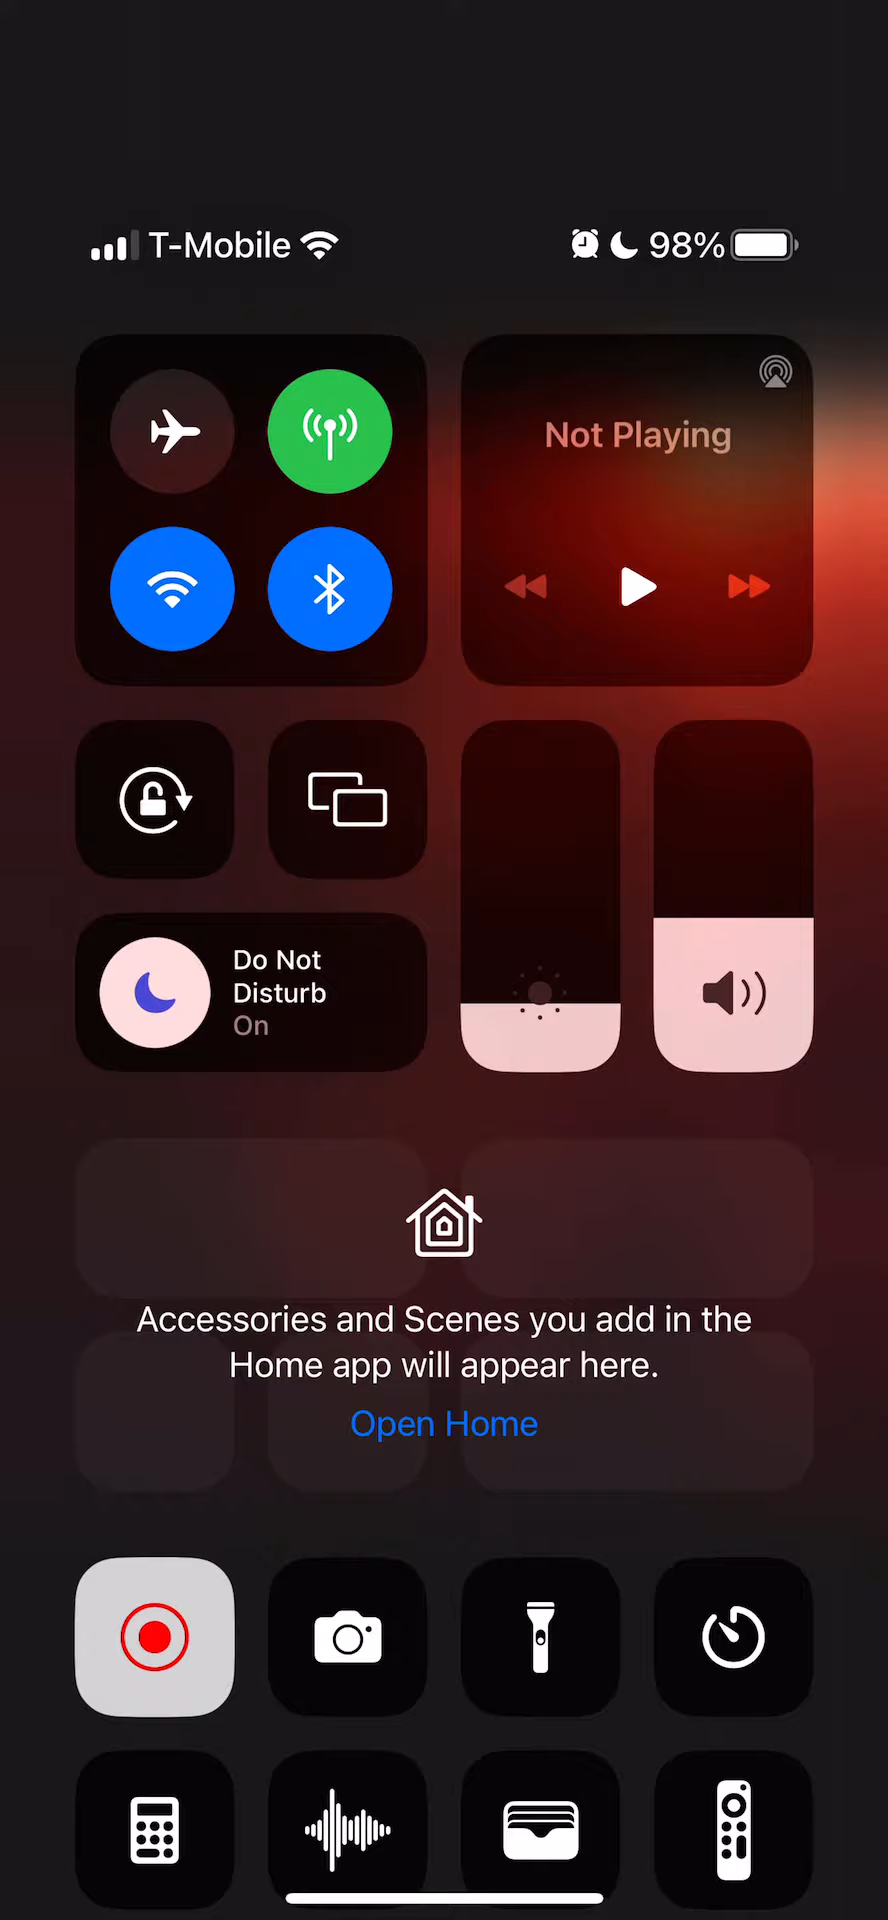 T-Mobile 98%
Not Playing
Do Not
Disturb
On
Accessories and Scenes you add in the
Home app will appear here.
Open Home